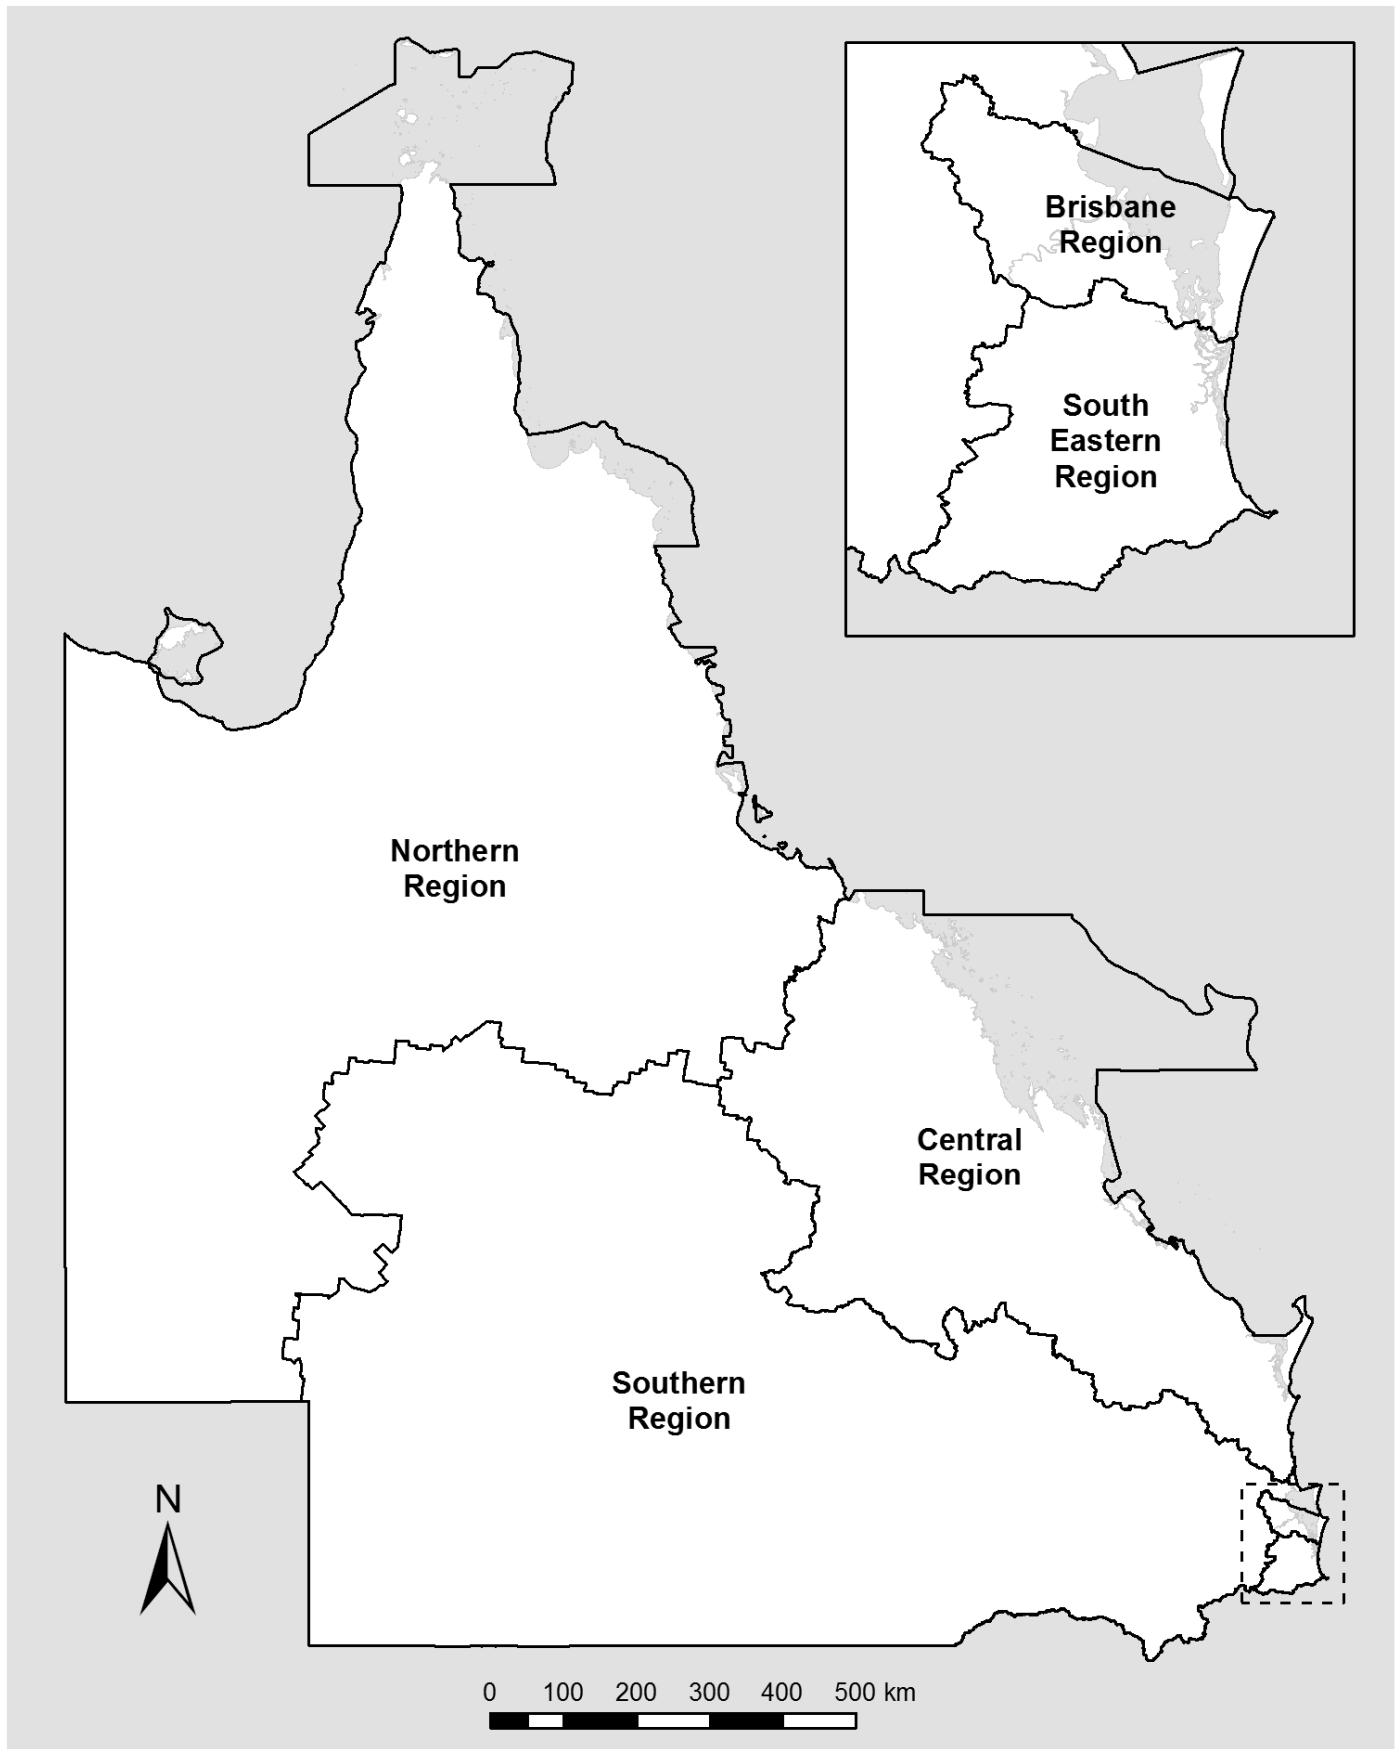 Brisbane
Region
South
Eastern
Region
Northern
Region
Central
Region
Southern
Region
N
0 100 200 300 400 500 km